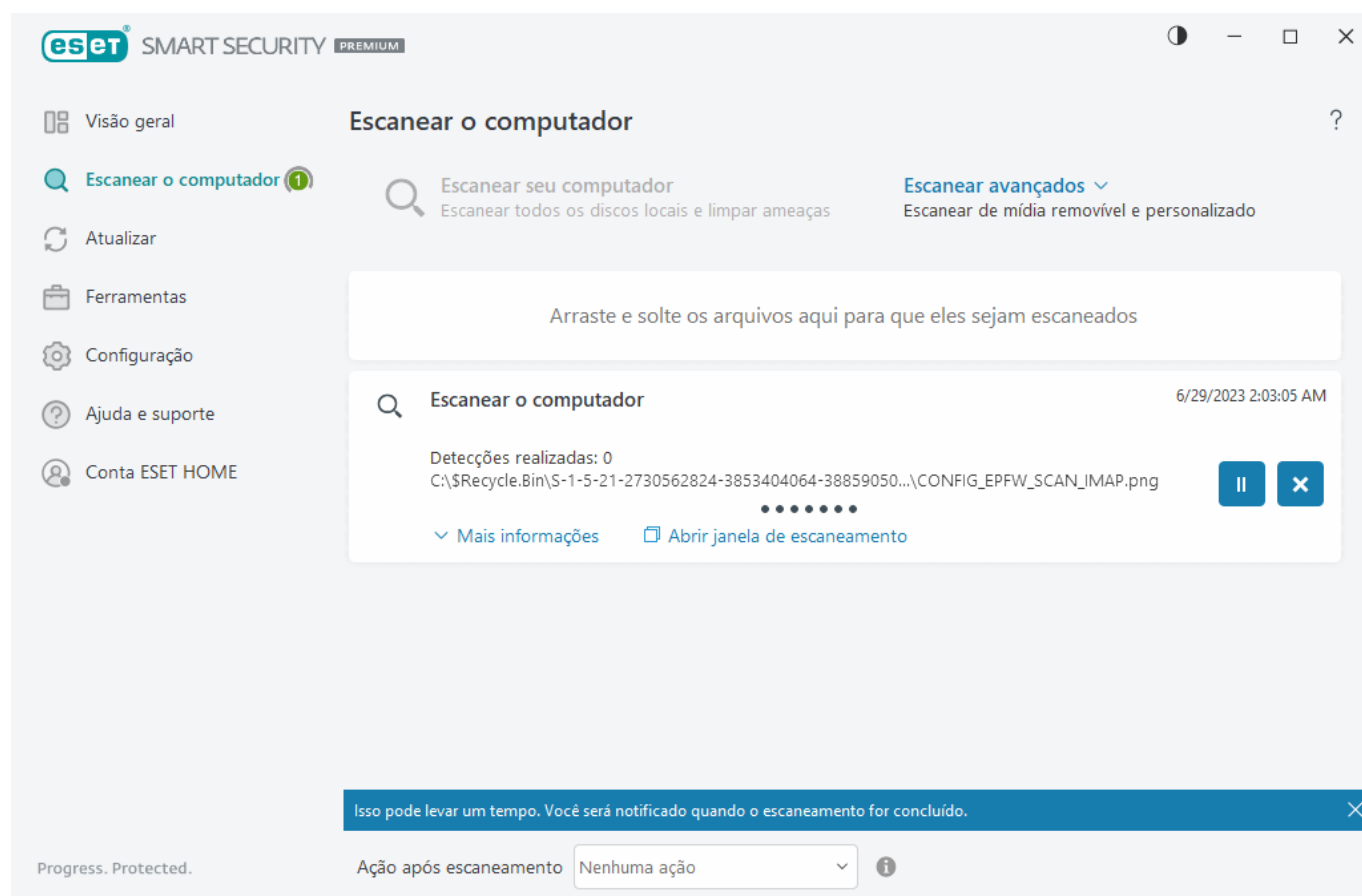 eset® SMART SECURITY PREMIUM
Visão geral
Escanear o computador 1
Atualizar
Ferramentas
Configuração
Ajuda e suporte
Conta ESET HOME
Progress. Protected.
Escanear o computador ?
Escanear seu computador
Escanear todos os discos locais e limpar ameaças
Escanear avançados
Escanear de mídia removível e personalizado
Arraste e solte os arquivos aqui para que eles sejam escaneados
Escanear o computador 6/29/2023 2:03:05 AM
Detecções realizadas: 0
C:\$Recycle.Bin\S-1-5-21-2730562824-3853404064-38859050...\CONFIG_EPFW_SCAN_IMAP.png
Mais informações Abrir janela de escaneamento
Isso pode levar um tempo. Você será notificado quando o escaneamento for concluído.
Ação após escaneamento Nenhuma ação